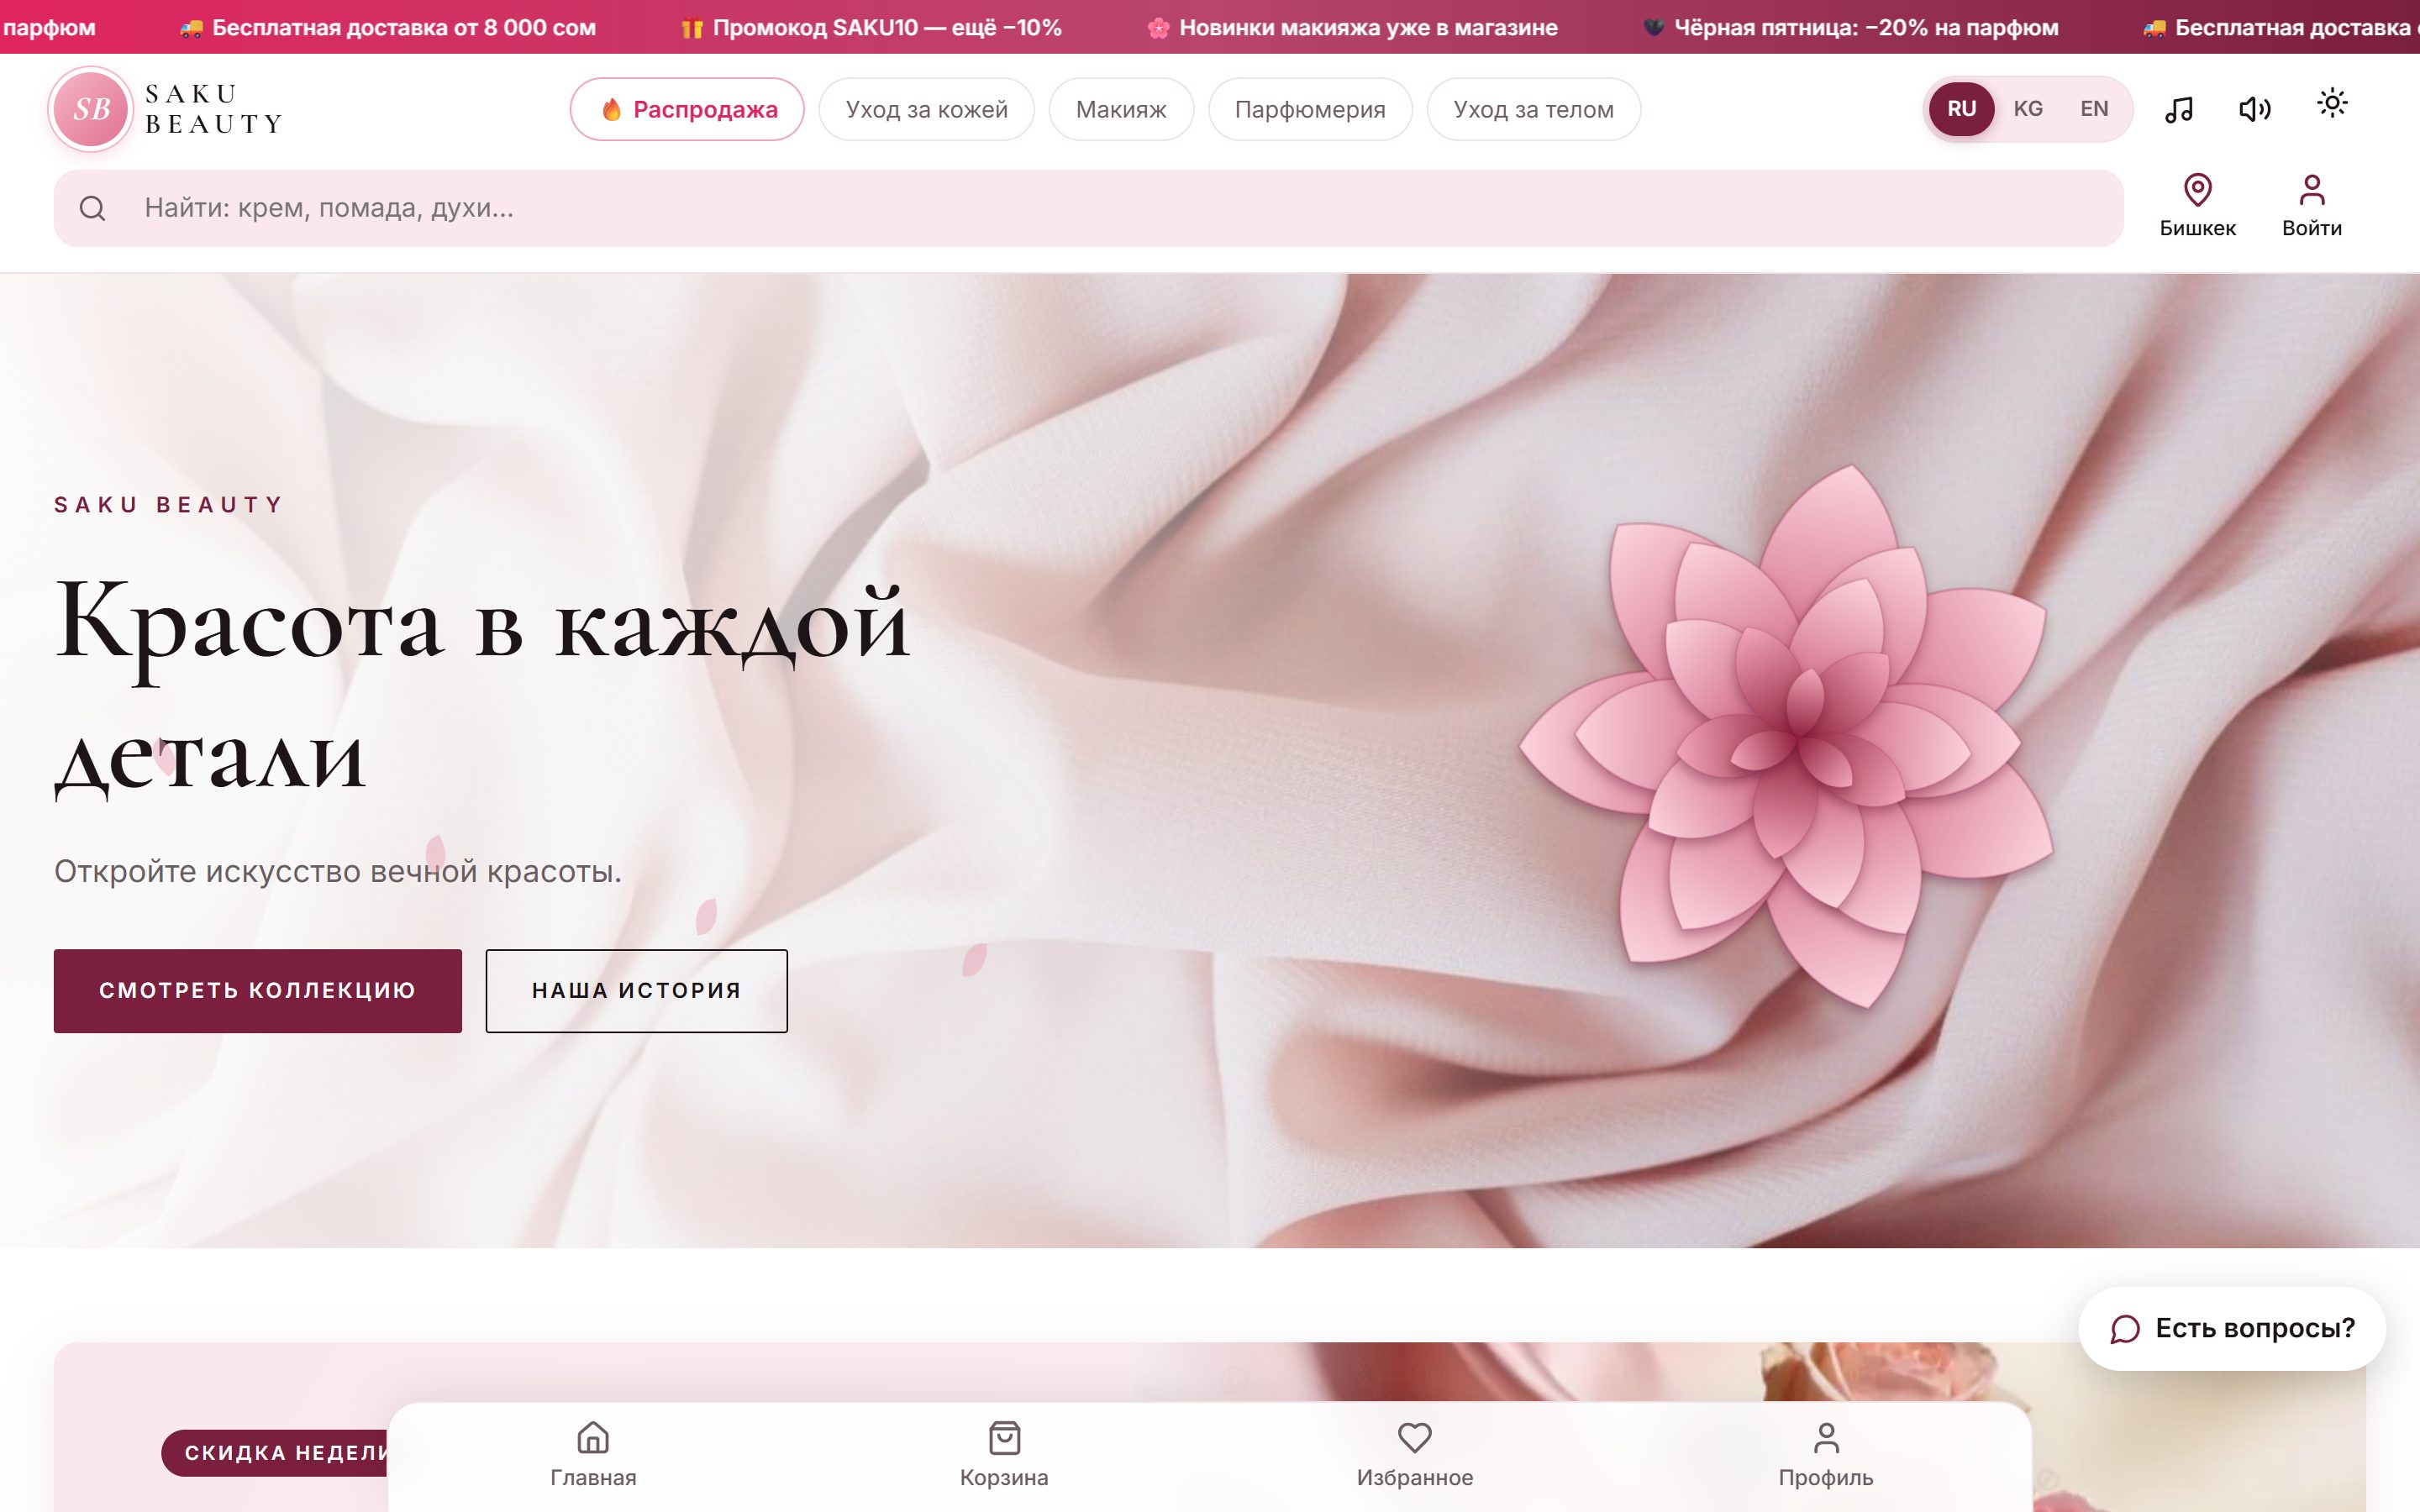 парфюм
🚚 Бесплатная доставка от 8 000 сом
🎁 Промокод SAKU10 — ещё −10%
🌸 Новинки макияжа уже в магазине
🖤 Чёрная пятница: −20% на парфюм
🚚 Бесплатная доставка
SB
SAKU
BEAUTY
🔥 Распродажа
Уход за кожей
Макияж
Парфюмерия
Уход за телом
RU
KG
EN
Найти: крем, помада, духи...
Бишкек
Войти
SAKU BEAUTY
Красота в каждой
детали
Откройте искусство вечной красоты.
СМОТРЕТЬ КОЛЛЕКЦИЮ
НАША ИСТОРИЯ
Есть вопросы?
СКИДКА НЕДЕЛИ
Главная
Корзина
Избранное
Профиль